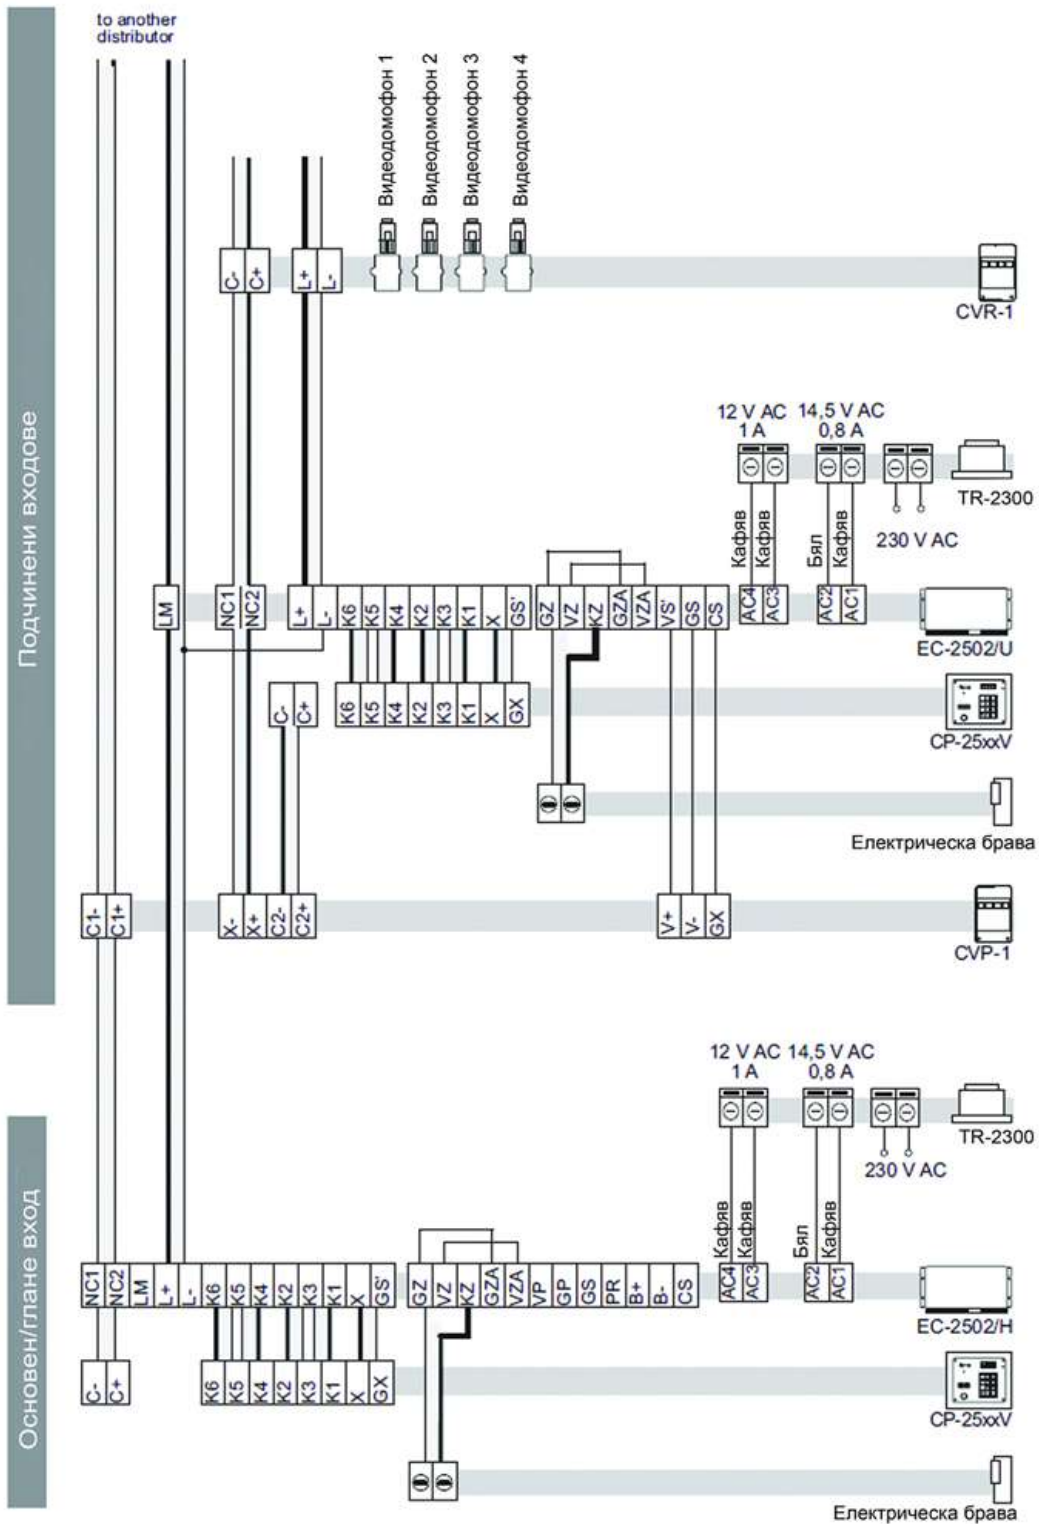 to another
distributor
Видеодомофон 1
Видеодомофон 2
Видеодомофон 3
Видеодомофон 4
C-
C+
L+
L-
CVR-1
Подчинени входове
12 V AC
1 A
14,5 V AC
0,8 A
TR-2300
230 V AC
Кафяв
Кафяв
Бял
Кафяв
LM
NC1
NC2
L+
L-
K6
K5
K4
K2
K3
K1
X
GS'
GZ
VZ
KZ
GZA
VZA
VS'
GS
CS
AC4
AC3
AC2
AC1
EC-2502/U
C-
C+
K6
K5
K4
K2
K3
K1
X
GX
CP-25xxV
Електрическа брава
C1-
C1+
X-
X+
C2-
C2+
V+
V-
GX
CVP-1
Основен/глане вход
12 V AC
1 A
14,5 V AC
0,8 A
TR-2300
230 V AC
Кафяв
Кафяв
Бял
Кафяв
NC1
NC2
LM
L+
L-
K6
K5
K4
K2
K3
K1
X
GS'
GZ
VZ
KZ
GZA
VZA
VP
GP
GS
PR
B+
B-
CS
AC4
AC3
AC2
AC1
EC-2502/H
C-
C+
K6
K5
K4
K2
K3
K1
X
GX
CP-25xxV
Електрическа брава